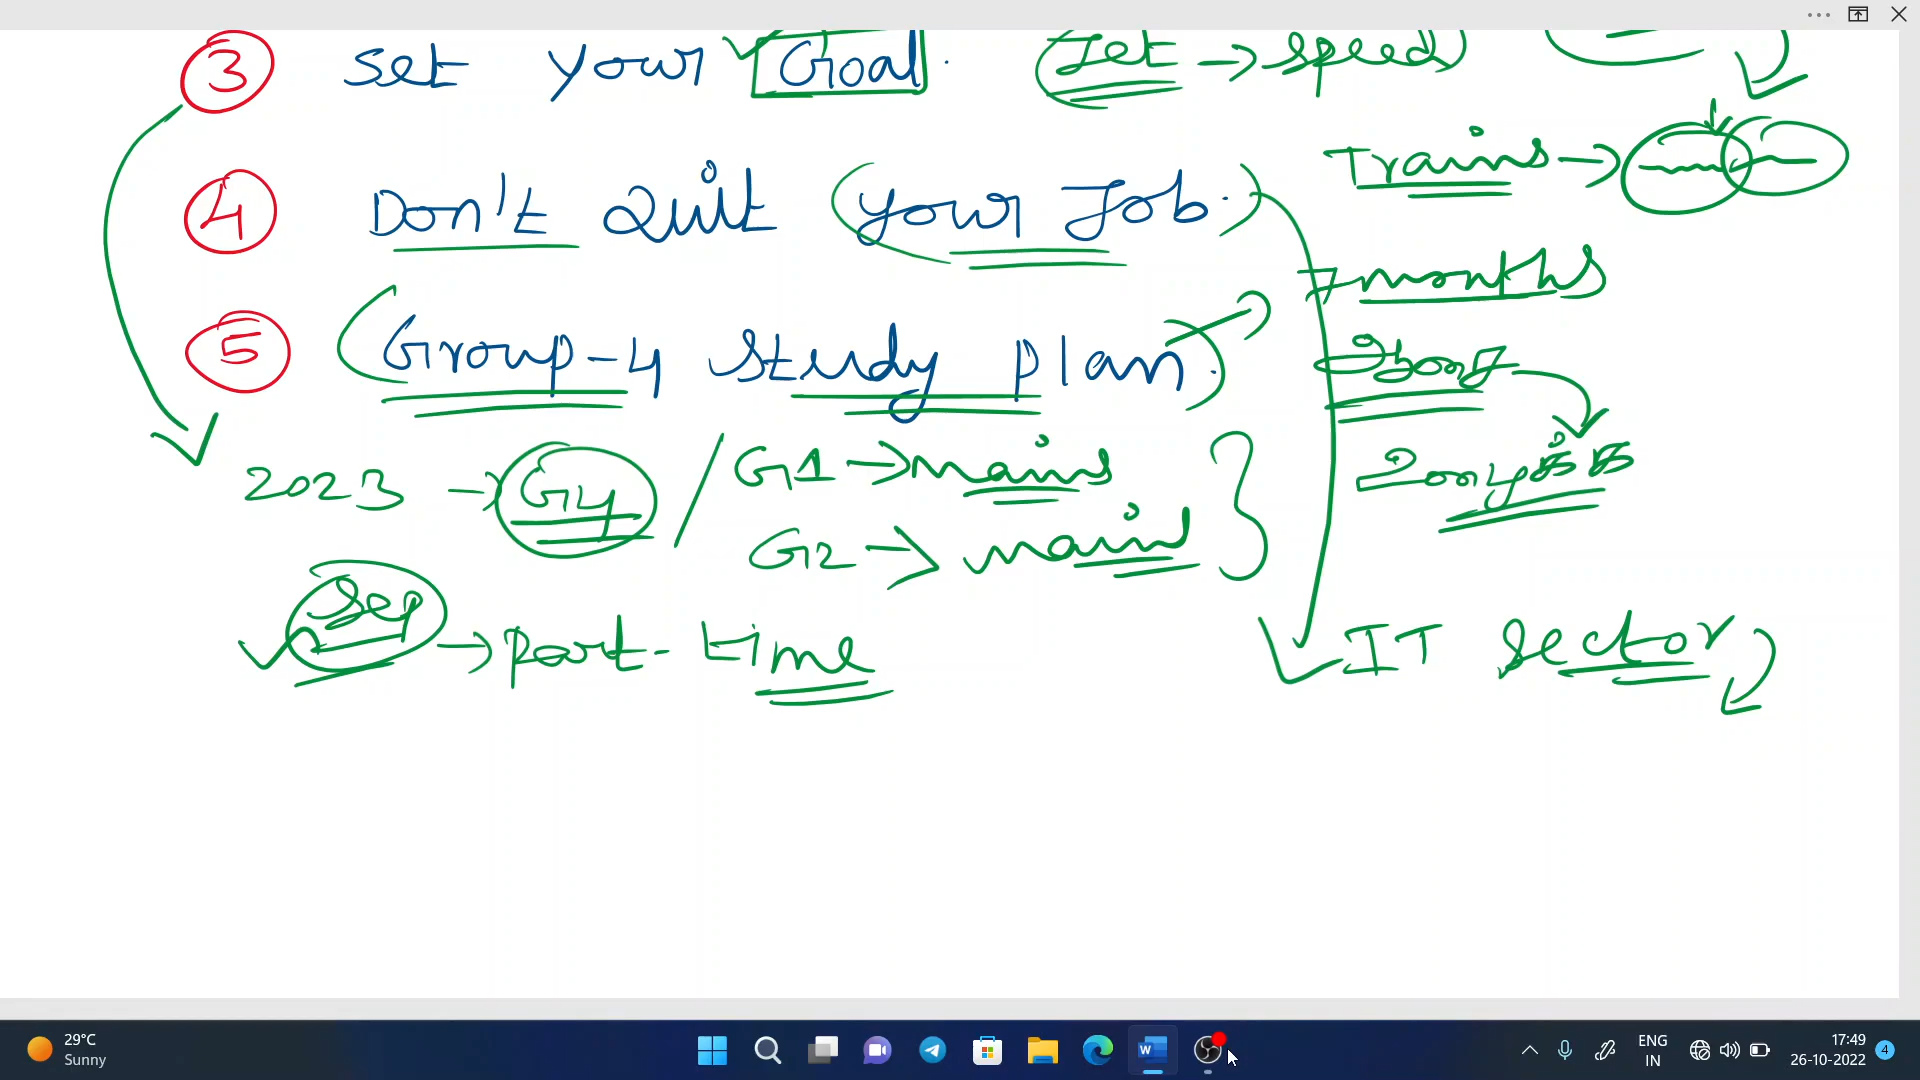 3 Set your Goal. Jet → speed
Trains →
4 Don't Quit (your Job.)
7 months
5 (Group-4 Study plan.)
2023 → G4 / G1 → mains
G2 → mains
Sep → part-time
IT Sector
29°C
Sunny
ENG
IN
17:49
26-10-2022
4